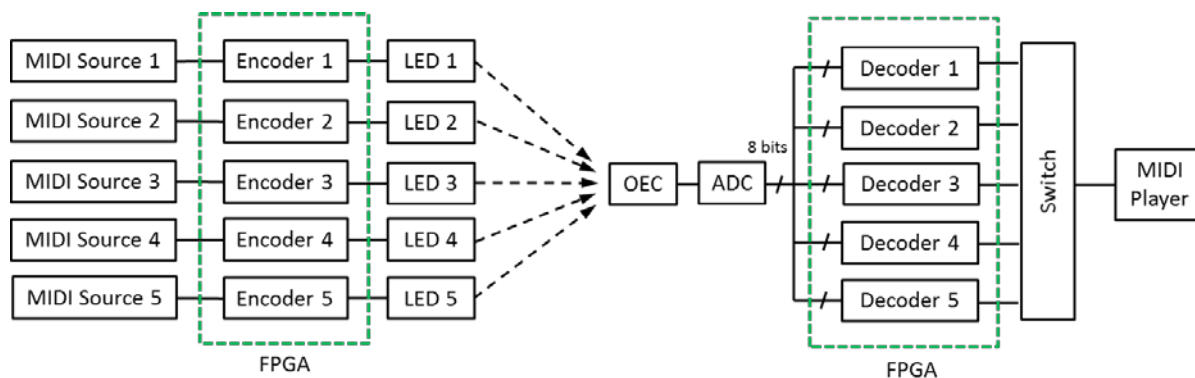 MIDI Source 1
Encoder 1
LED 1
MIDI Source 2
Encoder 2
LED 2
MIDI Source 3
Encoder 3
LED 3
MIDI Source 4
Encoder 4
LED 4
MIDI Source 5
Encoder 5
LED 5
FPGA
OEC
ADC
8 bits
Decoder 1
Decoder 2
Decoder 3
Decoder 4
Decoder 5
FPGA
Switch
MIDI
Player